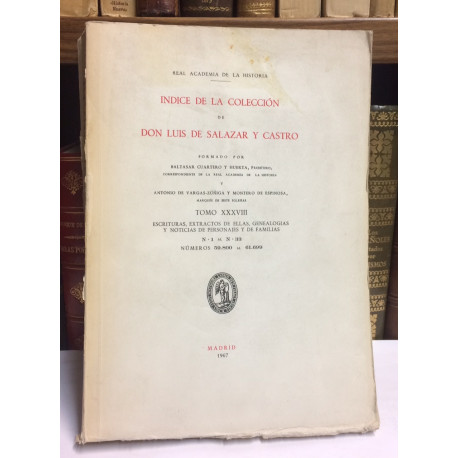 REAL ACADEMIA DE LA HISTORIA
INDICE DE LA COLECCIÓN
DE
DON LUIS DE SALAZAR Y CASTRO
FORMADO POR
BALTASAR CUARTERO Y HUERTA, PRESBÍTERO,
CORRESPONDIENTE DE LA REAL ACADEMIA DE LA HISTORIA
Y
ANTONIO DE VARGAS-ZÚÑIGA Y MONTERO DE ESPINOSA,
MARQUÉS DE SIETE IGLESIAS
TOMO XXXVIII
ESCRITURAS, EXTRACTOS DE ELLAS, GENEALOGIAS
Y NOTICIAS DE PERSONAJES Y DE FAMILIAS
NÚMEROS
MADRID
1967